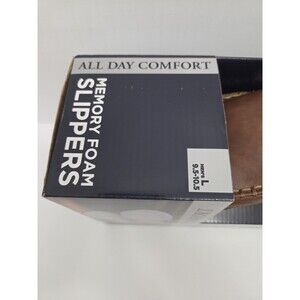 ALL DAY COMFORT
MEMORY FOAM
SLIPPERS
MEN'S
L
9.5-10.5